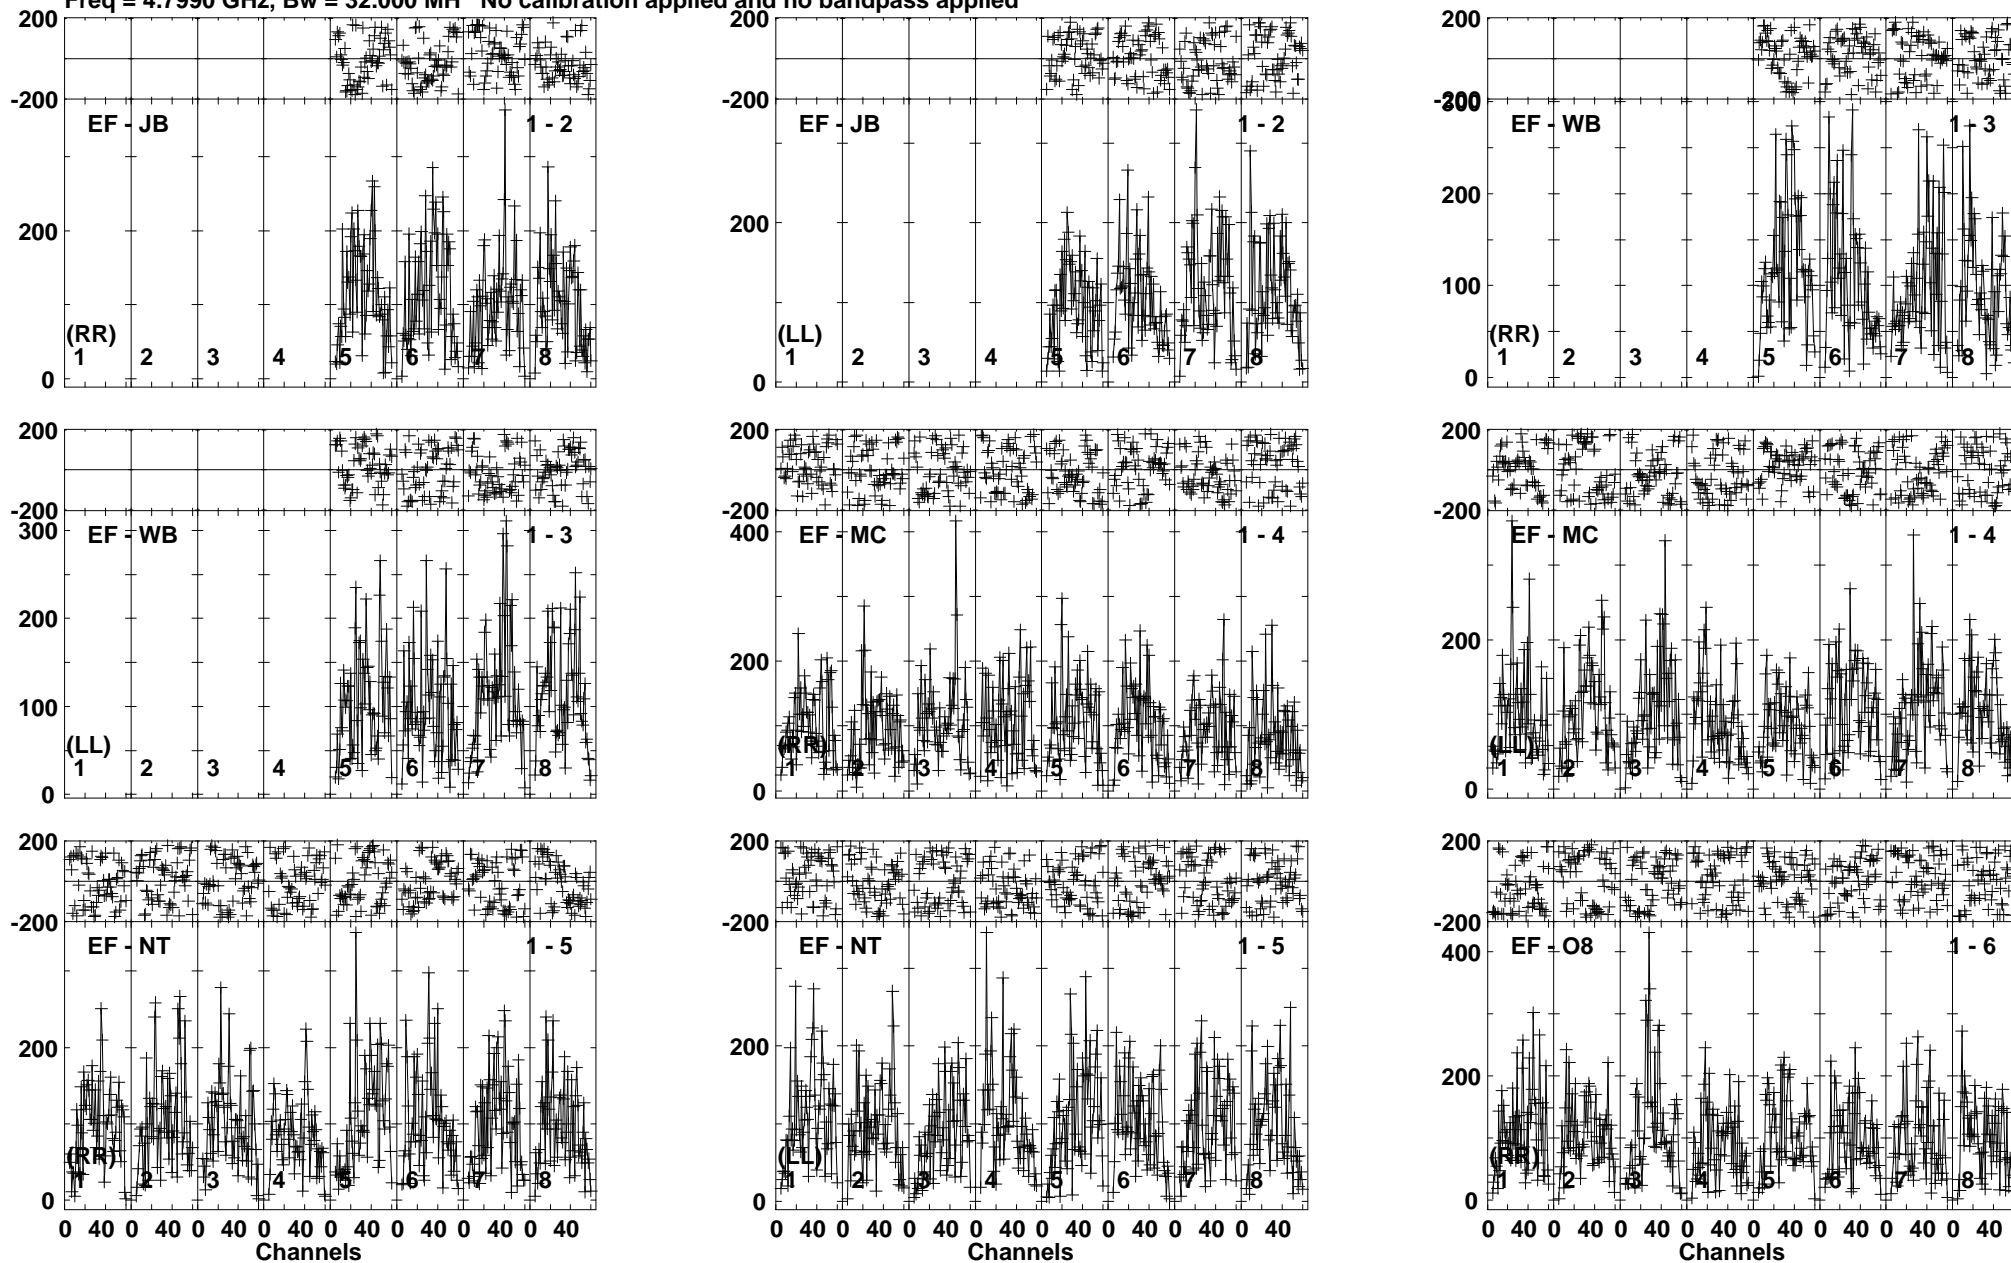 Freq = 4.7990 GHz, Bw = 32.000 MH No calibration applied and no bandpass applied
200 200 200
-200 -200 -200
300
EF - JB 1 - 2 EF - JB 1 - 2 EF - WB 1 - 3
200 200 200
100
(RR) (LL) (RR)
1 2 3 4 5 6 7 8 1 2 3 4 5 6 7 8 1 2 3 4 5 6 7 8
0 0 0
200 200 200
-200 -200 -200
EF - WB 1 - 3 EF - MC 1 - 4 EF - MC 1 - 4
300 400
200 200 200
100
(LL) (RR) (LL)
1 2 3 4 5 6 7 8 1 2 3 4 5 6 7 8 1 2 3 4 5 6 7 8
0 0 0
200 200 200
-200 -200 -200
EF - NT 1 - 5 EF - NT 1 - 5 EF - O8 1 - 6
400
200 200 200
(RR) (LL) (RR)
1 2 3 4 5 6 7 8 1 2 3 4 5 6 7 8 1 2 3 4 5 6 7 8
0 0 0
0 40 0 40 0 40 0 40 0 40 0 40 0 40 0 40 0 40 0 40 0 40 0 40 0 40 0 40 0 40 0 40 0 40 0 40 0 40 0 40 0 40 0 40 0 40 0 40
Channels Channels Channels